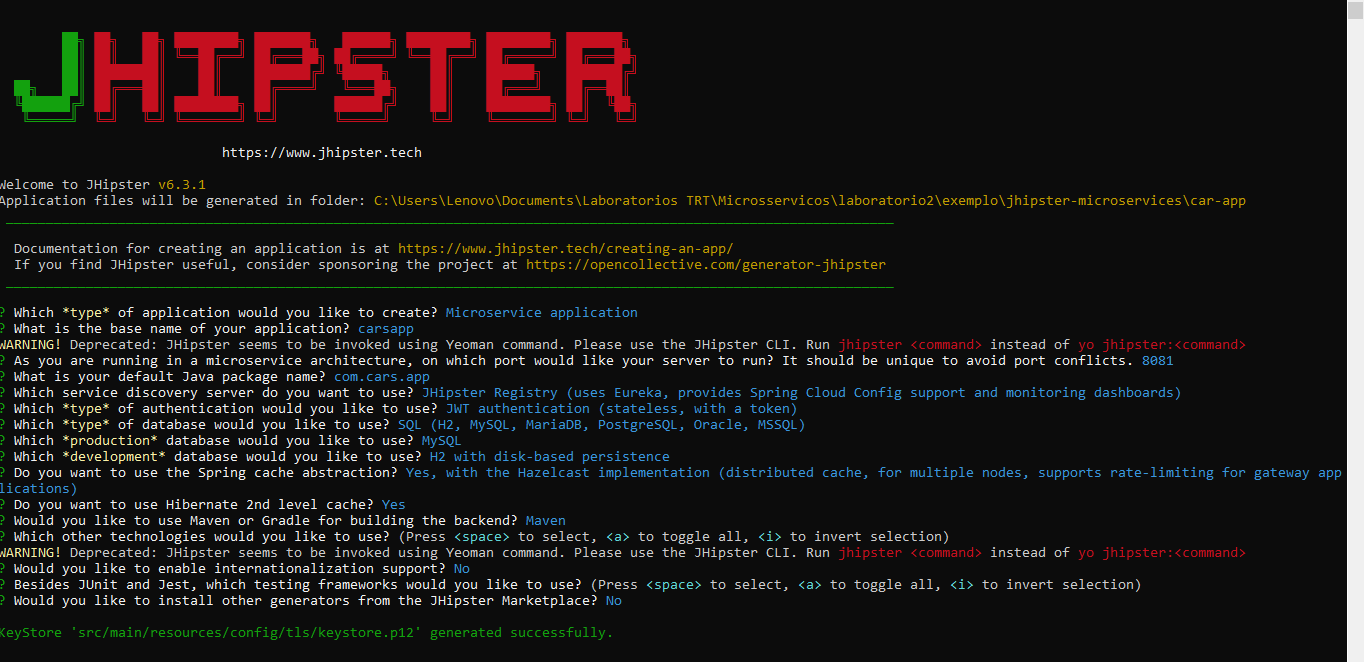 JHIPSTER
https://www.jhipster.tech
Welcome to JHipster v6.3.1
Application files will be generated in folder: C:\Users\Lenovo\Documents\Laboratorios TRT\Microsservicos\laboratorio2\exemplo\jhipster-microservices\car-app
Documentation for creating an application is at https://www.jhipster.tech/creating-an-app/
If you find JHipster useful, consider sponsoring the project at https://opencollective.com/generator-jhipster
? Which *type* of application would you like to create? Microservice application
? What is the base name of your application? carsapp
WARNING! Deprecated: JHipster seems to be invoked using Yeoman command. Please use the JHipster CLI. Run jhipster <command> instead of yo jhipster:<command>
? As you are running in a microservice architecture, on which port would like your server to run? It should be unique to avoid port conflicts. 8081
? What is your default Java package name? com.cars.app
? Which service discovery server do you want to use? JHipster Registry (uses Eureka, provides Spring Cloud Config support and monitoring dashboards)
? Which *type* of authentication would you like to use? JWT authentication (stateless, with a token)
? Which *type* of database would you like to use? SQL (H2, MySQL, MariaDB, PostgreSQL, Oracle, MSSQL)
? Which *production* database would you like to use? MySQL
? Which *development* database would you like to use? H2 with disk-based persistence
? Do you want to use the Spring cache abstraction? Yes, with the Hazelcast implementation (distributed cache, for multiple nodes, supports rate-limiting for gateway app
lications)
? Do you want to use Hibernate 2nd level cache? Yes
? Would you like to use Maven or Gradle for building the backend? Maven
? Which other technologies would you like to use? (Press <space> to select, <a> to toggle all, <i> to invert selection)
WARNING! Deprecated: JHipster seems to be invoked using Yeoman command. Please use the JHipster CLI. Run jhipster <command> instead of yo jhipster:<command>
? Would you like to enable internationalization support? No
? Besides JUnit and Jest, which testing frameworks would you like to use? (Press <space> to select, <a> to toggle all, <i> to invert selection)
? Would you like to install other generators from the JHipster Marketplace? No
KeyStore 'src/main/resources/config/tls/keystore.p12' generated successfully.